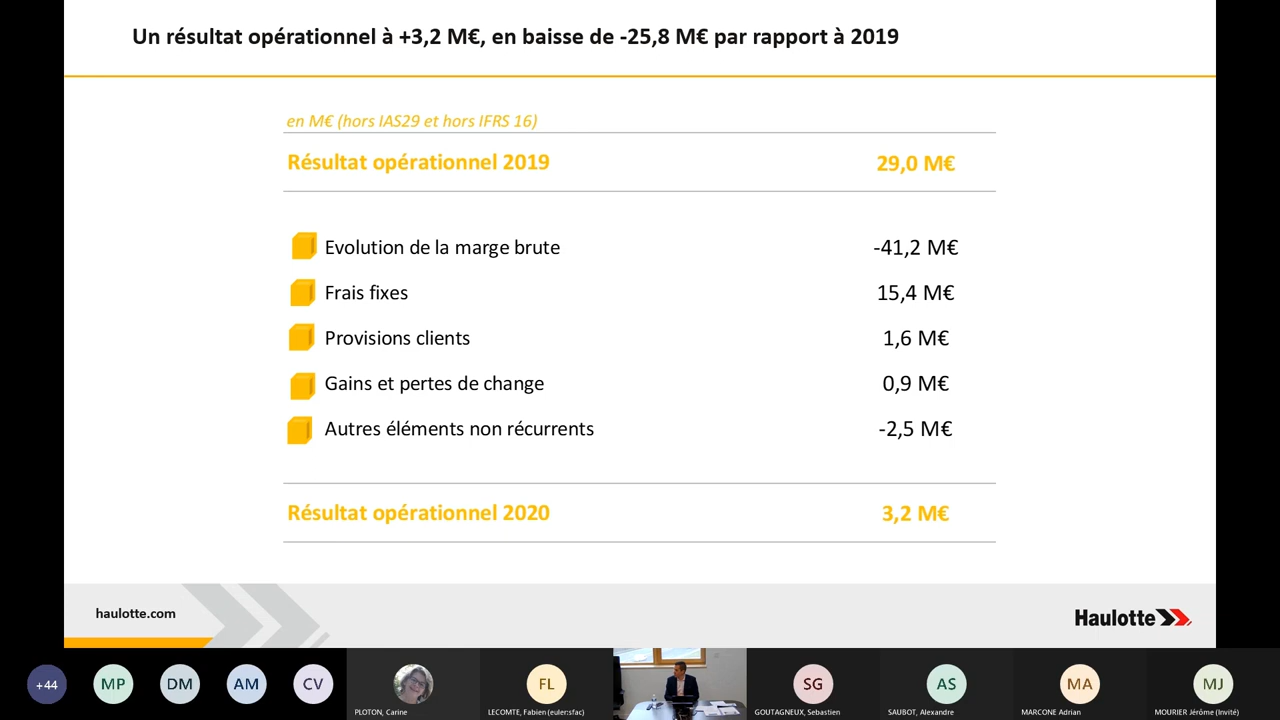 Un résultat opérationnel à +3,2 M€, en baisse de -25,8 M€ par rapport à 2019
en M€ (hors IAS29 et hors IFRS 16)
Résultat opérationnel 2019 29,0 M€
Evolution de la marge brute -41,2 M€
Frais fixes 15,4 M€
Provisions clients 1,6 M€
Gains et pertes de change 0,9 M€
Autres éléments non récurrents -2,5 M€
Résultat opérationnel 2020 3,2 M€
haulotte.com
Haulotte
+44 MP DM AM CV FL SG AS MA MJ
PLOTON, Carine LECOMTE, Fabien (euler:sfac) GOUTAGNEUX, Sebastien SAUBOT, Alexandre MARCONE Adrian MOURIER Jérôme (Invité)